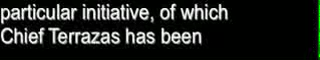 particular initiative, of which
Chief Terrazas has been